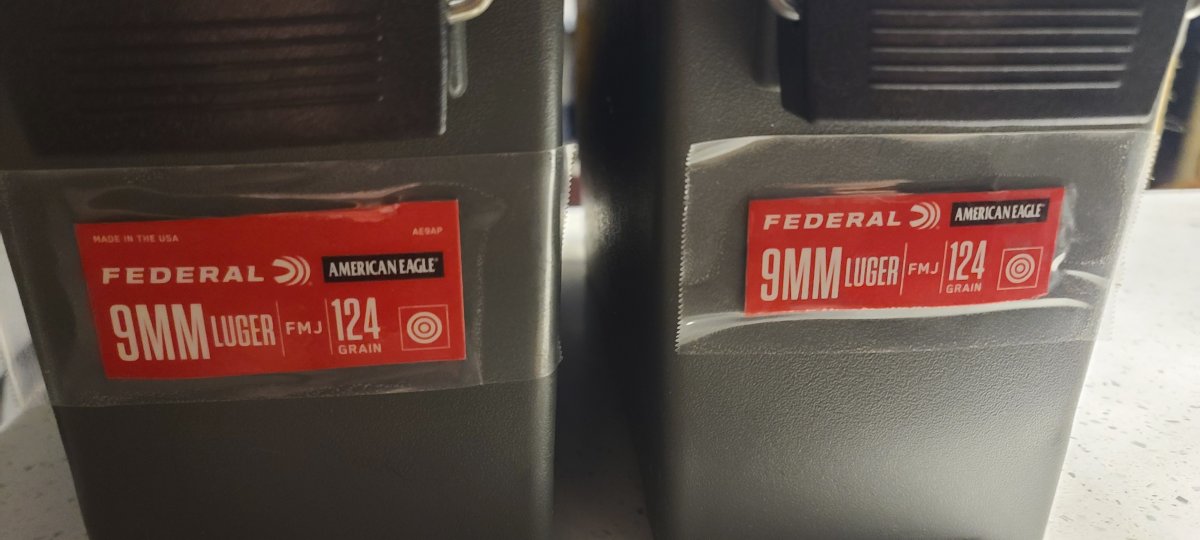 MADE IN THE USA AE9AP
FEDERAL AMERICAN EAGLE
9MM LUGER FMJ 124 GRAIN
FEDERAL AMERICAN EAGLE
9MM LUGER FMJ 124 GRAIN